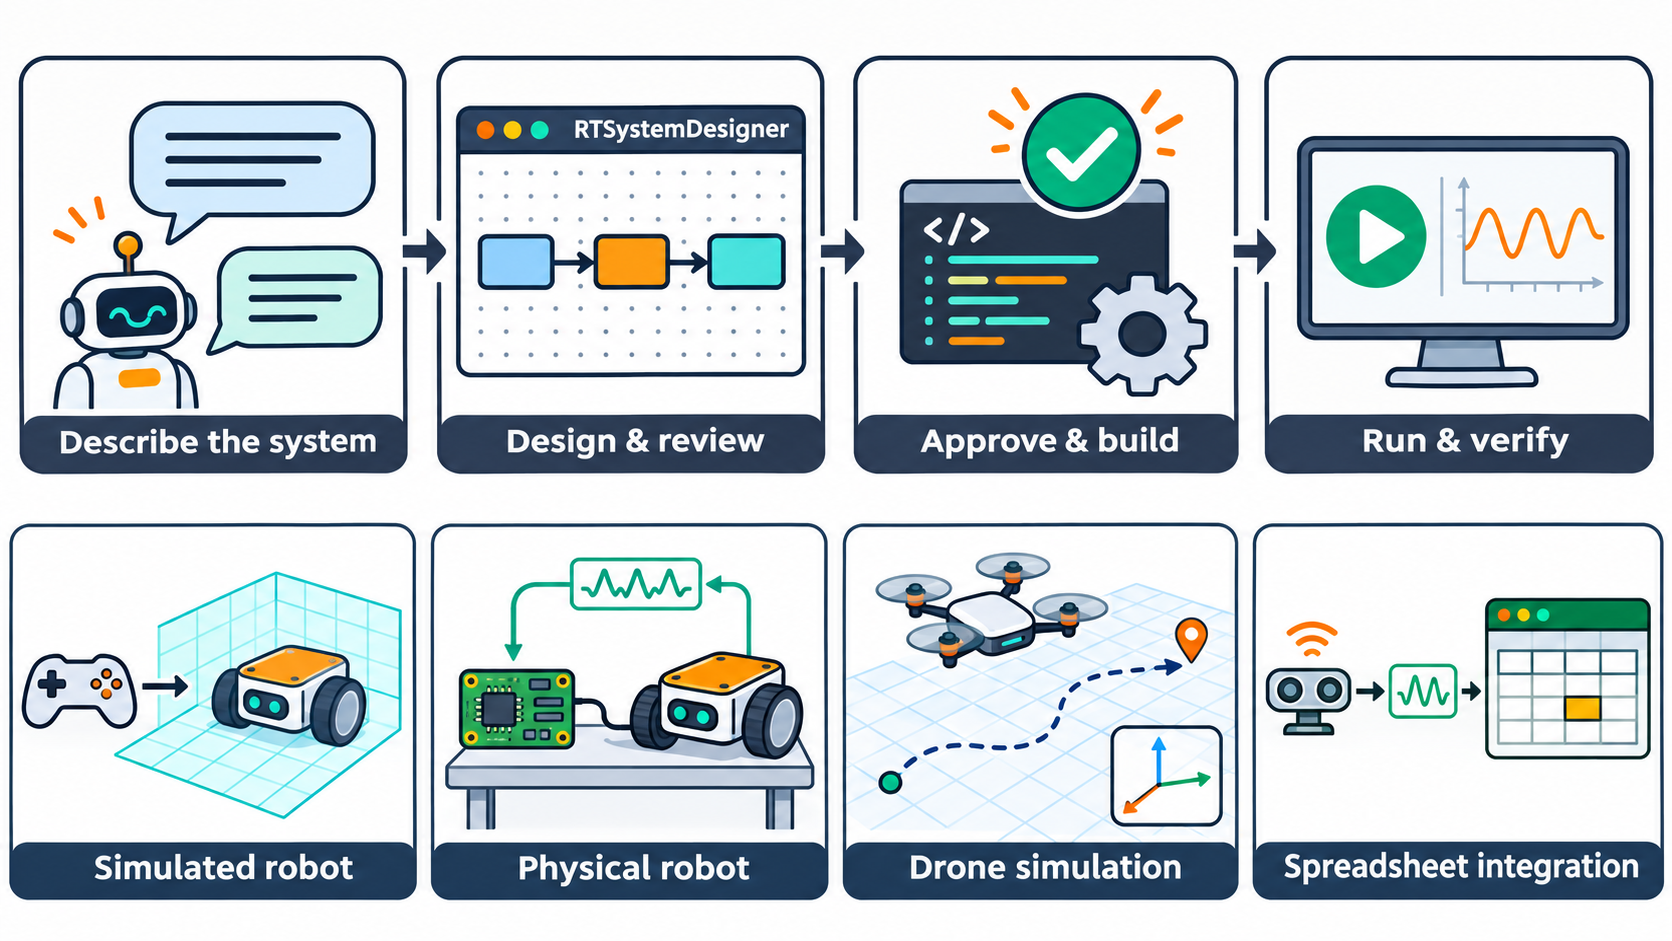 RTSystemDesigner
</>
Describe the system
Design & review
Approve & build
Run & verify
Simulated robot
Physical robot
Drone simulation
Spreadsheet integration